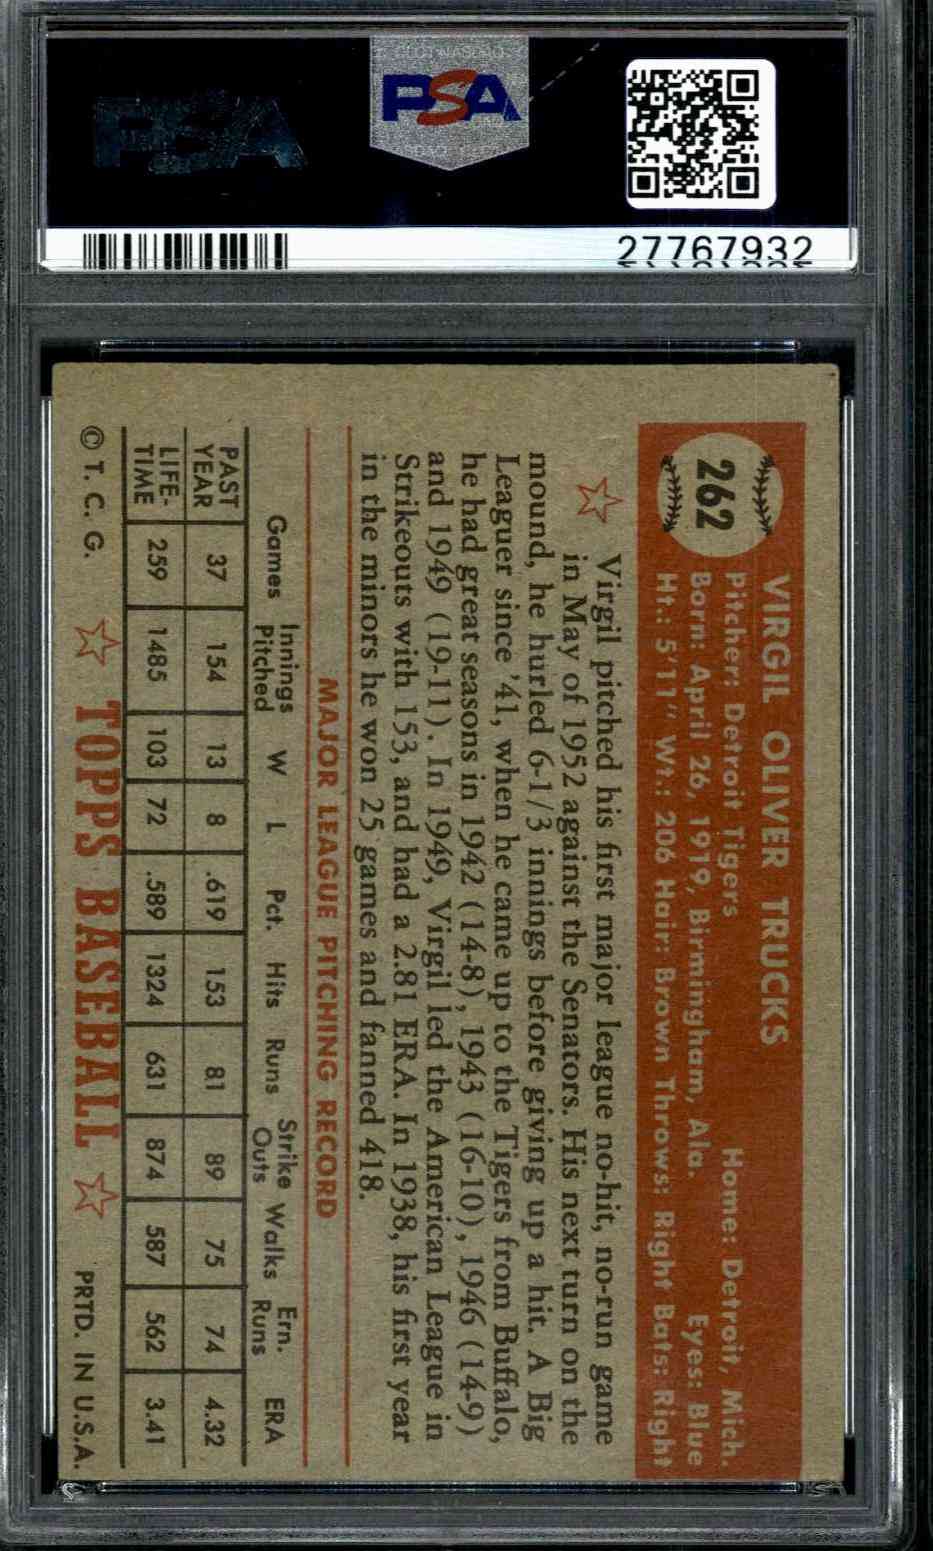 PSA
PSA
27767932
262
VIRGIL OLIVER TRUCKS
Pitcher: Detroit Tigers Home: Detroit, Mich.
Born: April 26, 1919, Birmingham, Ala. Eyes: Blue
Ht.: 5'11" Wt.: 206 Hair: Brown Throws: Right Bats: Right
Virgil pitched his first major league no-hit, no-run game
in May of 1952 against the Senators. His next turn on the
mound, he hurled 6-1/3 innings before giving up a hit. A Big
Leaguer since '41, when he came up to the Tigers from Buffalo,
he had great seasons in 1942 (14-8), 1943 (16-10), 1946 (14-9)
and 1949 (19-11). In 1949, Virgil led the American League in
Strikeouts with 153, and had a 2.81 ERA. In 1938, his first year
in the minors he won 25 games and fanned 418.
MAJOR LEAGUE PITCHING RECORD
Games Innings Pitched W L Pct. Hits Runs Strike Outs Walks Ern. Runs ERA
PAST YEAR 37 154 13 8 .619 153 81 89 75 74 4.32
LIFE-TIME 259 1485 103 72 .589 1324 631 874 587 562 3.41
© T. C. G. TOPPS BASEBALL PRTD. IN U.S.A.